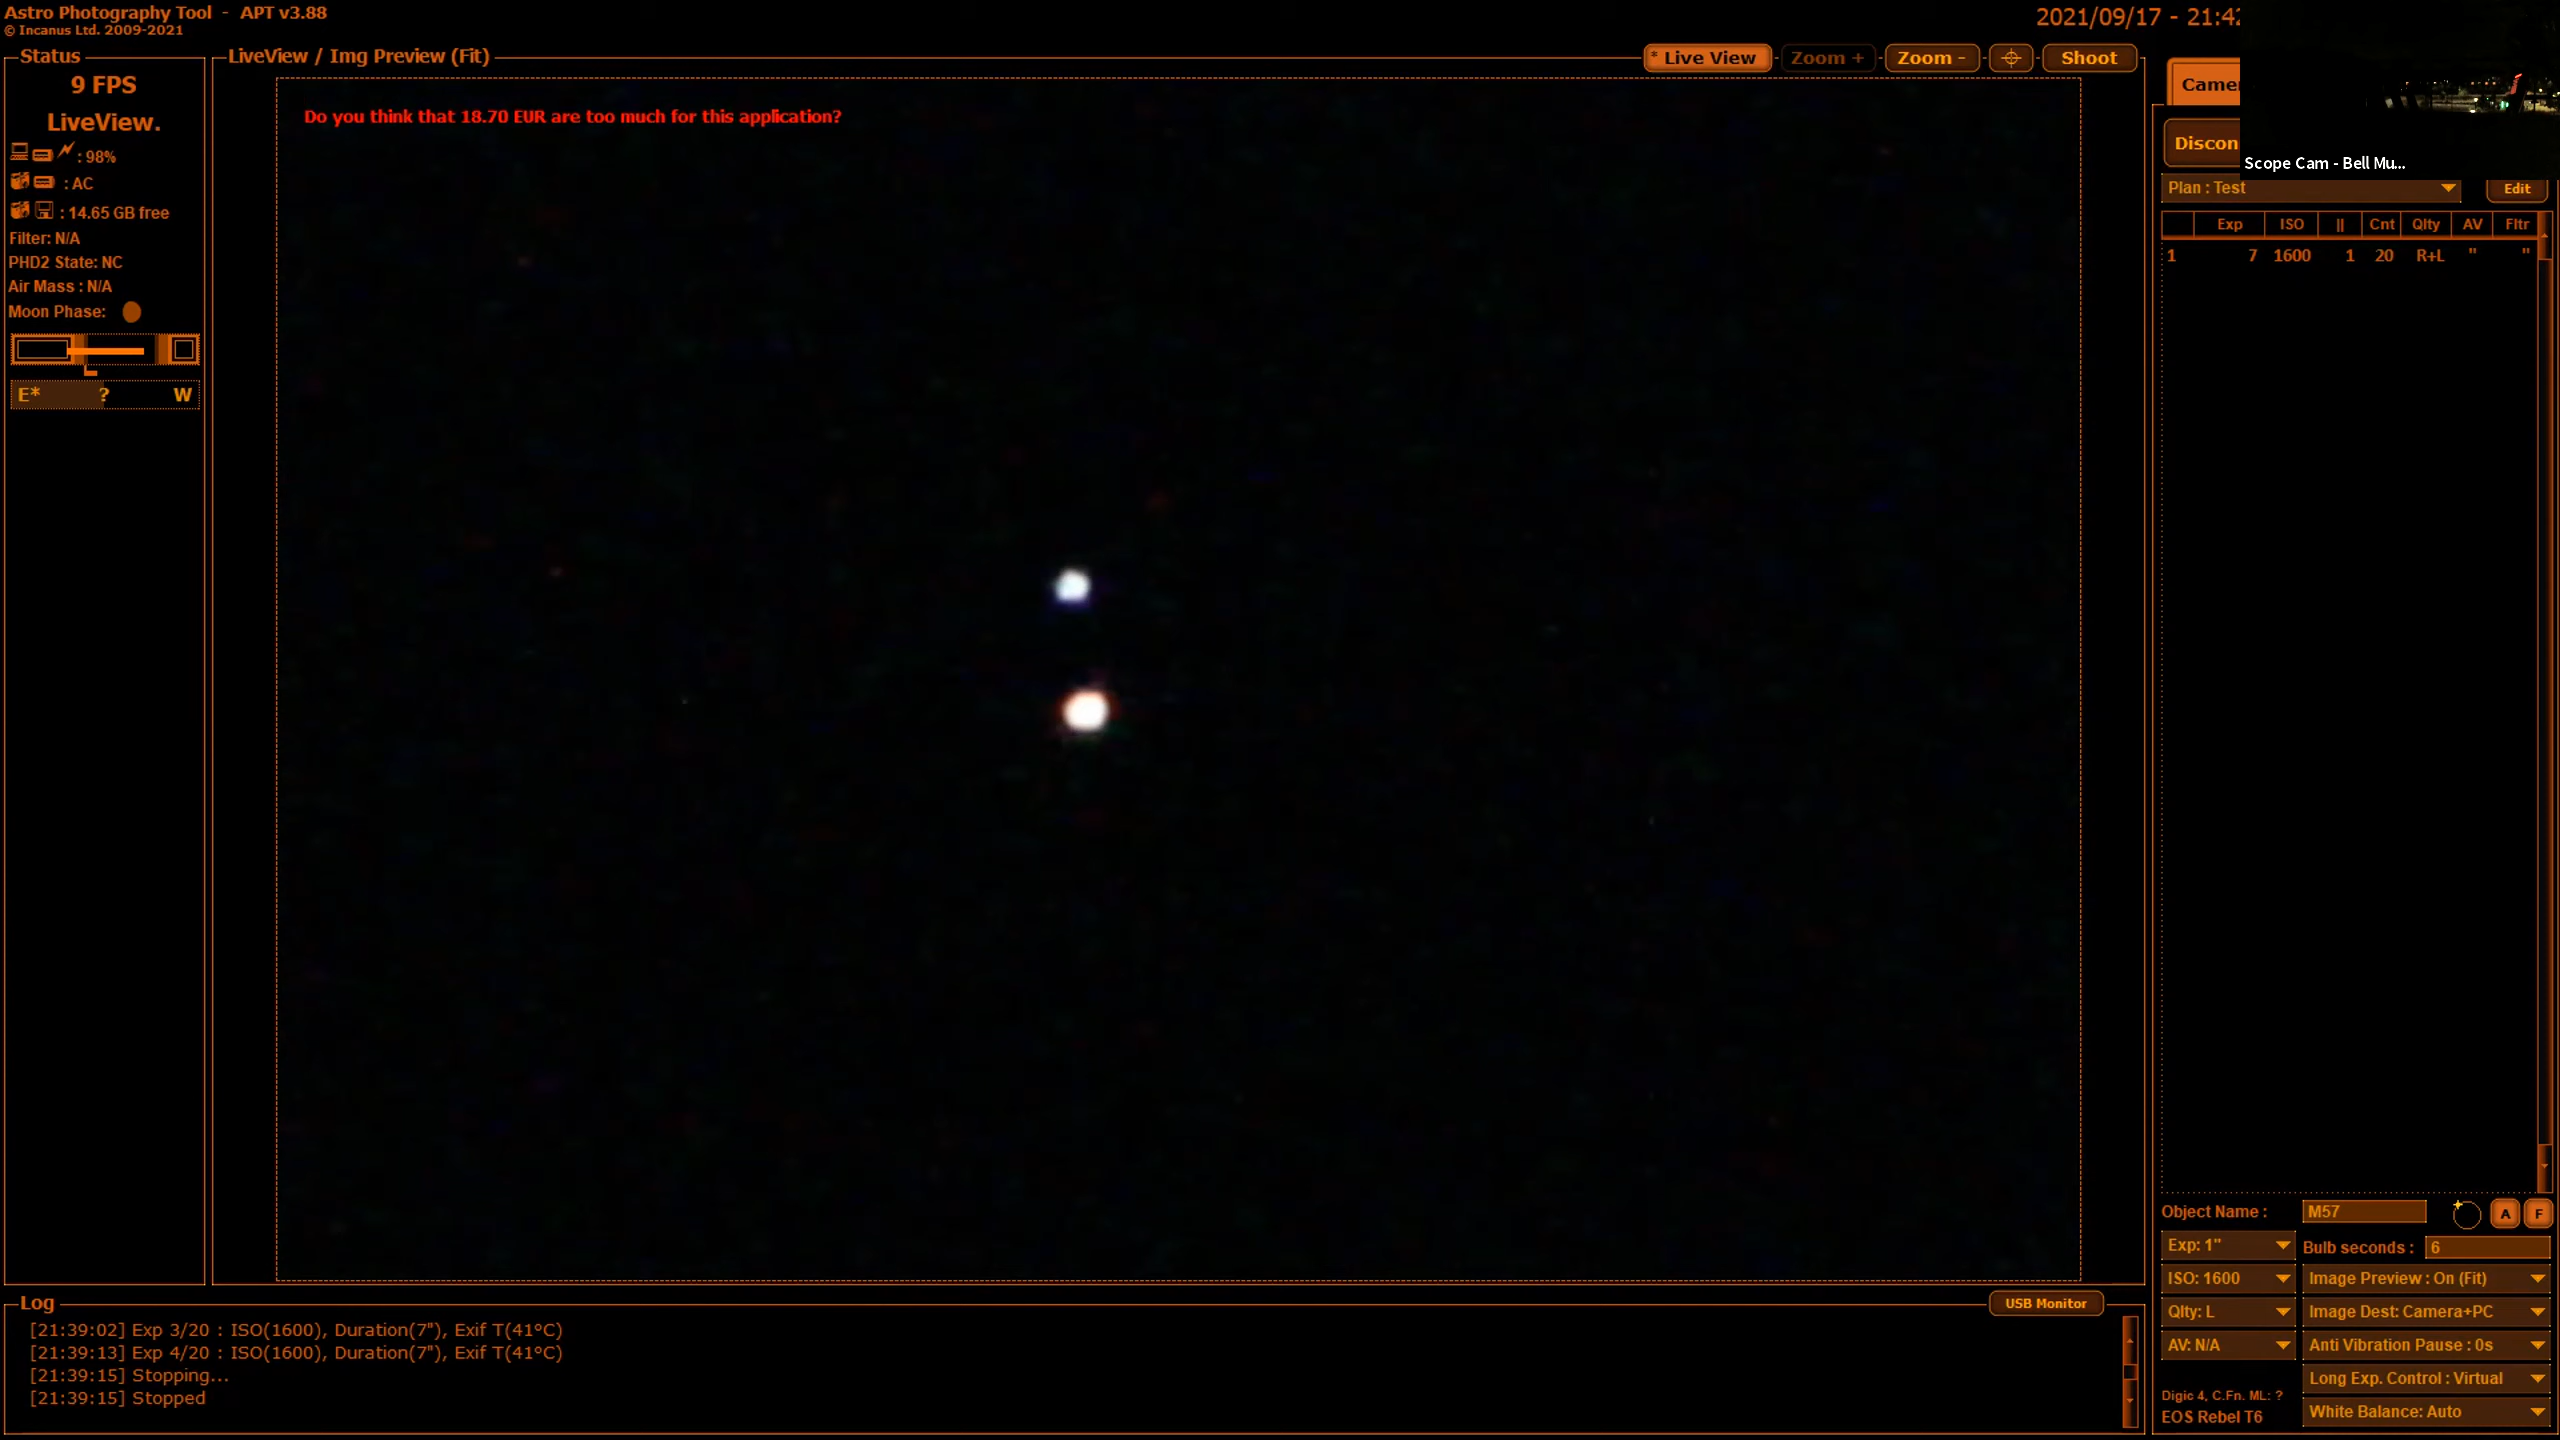 Astro Photography Tool - APT v3.88
© Incanus Ltd. 2009-2021
2021/09/17 - 21:42
Status
9 FPS
LiveView.
: 98%
: AC
: 14.65 GB free
Filter: N/A
PHD2 State: NC
Air Mass : N/A
Moon Phase:
E* ? W
LiveView / Img Preview (Fit)
* Live View
Zoom +
Zoom -
Shoot
Do you think that 18.70 EUR are too much for this application?
Came
Discon
Scope Cam - Bell Mu...
Plan : Test
Edit
Exp ISO || Cnt Qlty AV Fltr
1 7 1600 1 20 R+L " "
Object Name : M57
A F
Exp: 1"
Bulb seconds : 6
ISO: 1600
Image Preview : On (Fit)
Qlty: L
Image Dest: Camera+PC
AV: N/A
Anti Vibration Pause : 0s
Long Exp. Control : Virtual
Digic 4, C.Fn. ML: ?
EOS Rebel T6
White Balance: Auto
Log
USB Monitor
[21:39:02] Exp 3/20 : ISO(1600), Duration(7"), Exif T(41°C)
[21:39:13] Exp 4/20 : ISO(1600), Duration(7"), Exif T(41°C)
[21:39:15] Stopping...
[21:39:15] Stopped